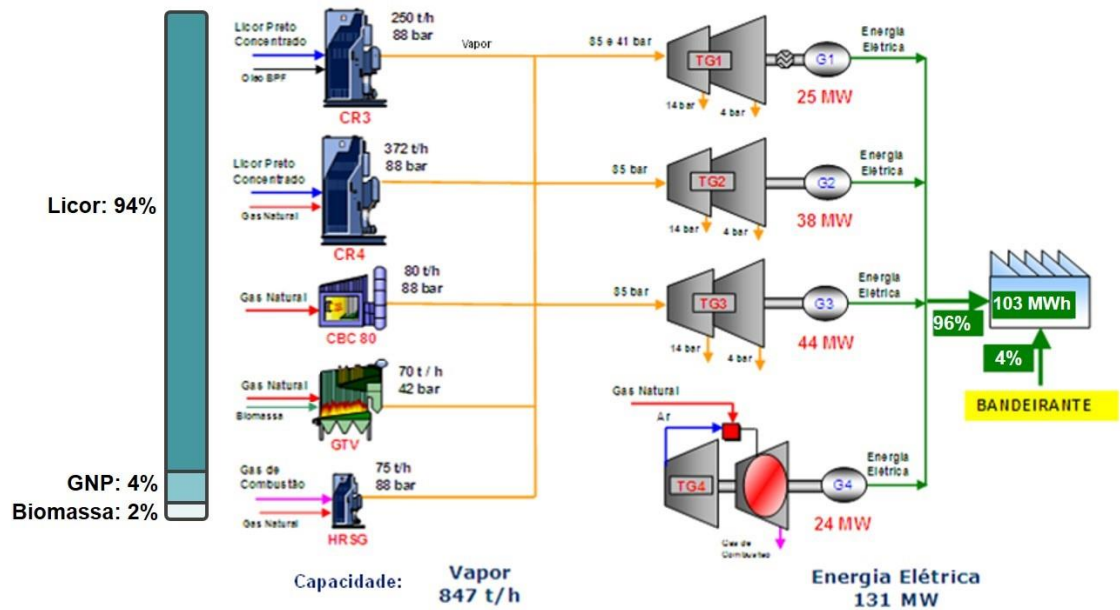 Licor: 94%
GNP: 4%
Biomassa: 2%
Licor Preto
Concentrado
Oleo BPF
250 t/h
88 bar
CR3
Vapor
Licor Preto
Concentrado
Gas Natural
372 t/h
88 bar
CR4
Gas Natural
80 t/h
88 bar
CBC 80
Gas Natural
Biomassa
70 t / h
42 bar
GTV
Gas de
Combustão
Gas Natural
75 t/h
88 bar
HRSG
85 e 41 bar
TG1
14 bar
4 bar
G1
25 MW
Energia
Eletrica
85 bar
TG2
14 bar
4 bar
G2
38 MW
Energia
Elétrica
85 bar
TG3
14 bar
4 bar
G3
44 MW
Energia
Elétrica
Gas Natural
Ar
TG4
Gas de
Combustão
G4
24 MW
Energia
Elétrica
103 MWh
96%
4%
BANDEIRANTE
Capacidade:
Vapor
847 t/h
Energia Elétrica
131 MW